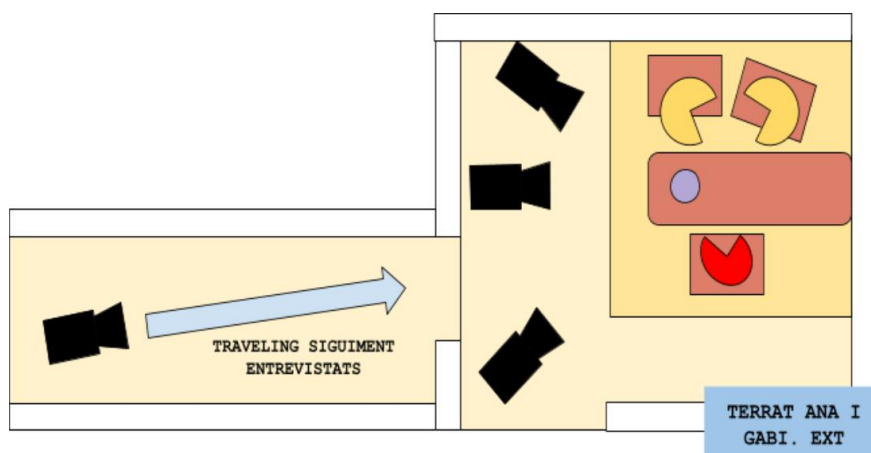 TRAVELING SIGUIMENT
ENTREVISTATS
TERRAT ANA I
GABI. EXT